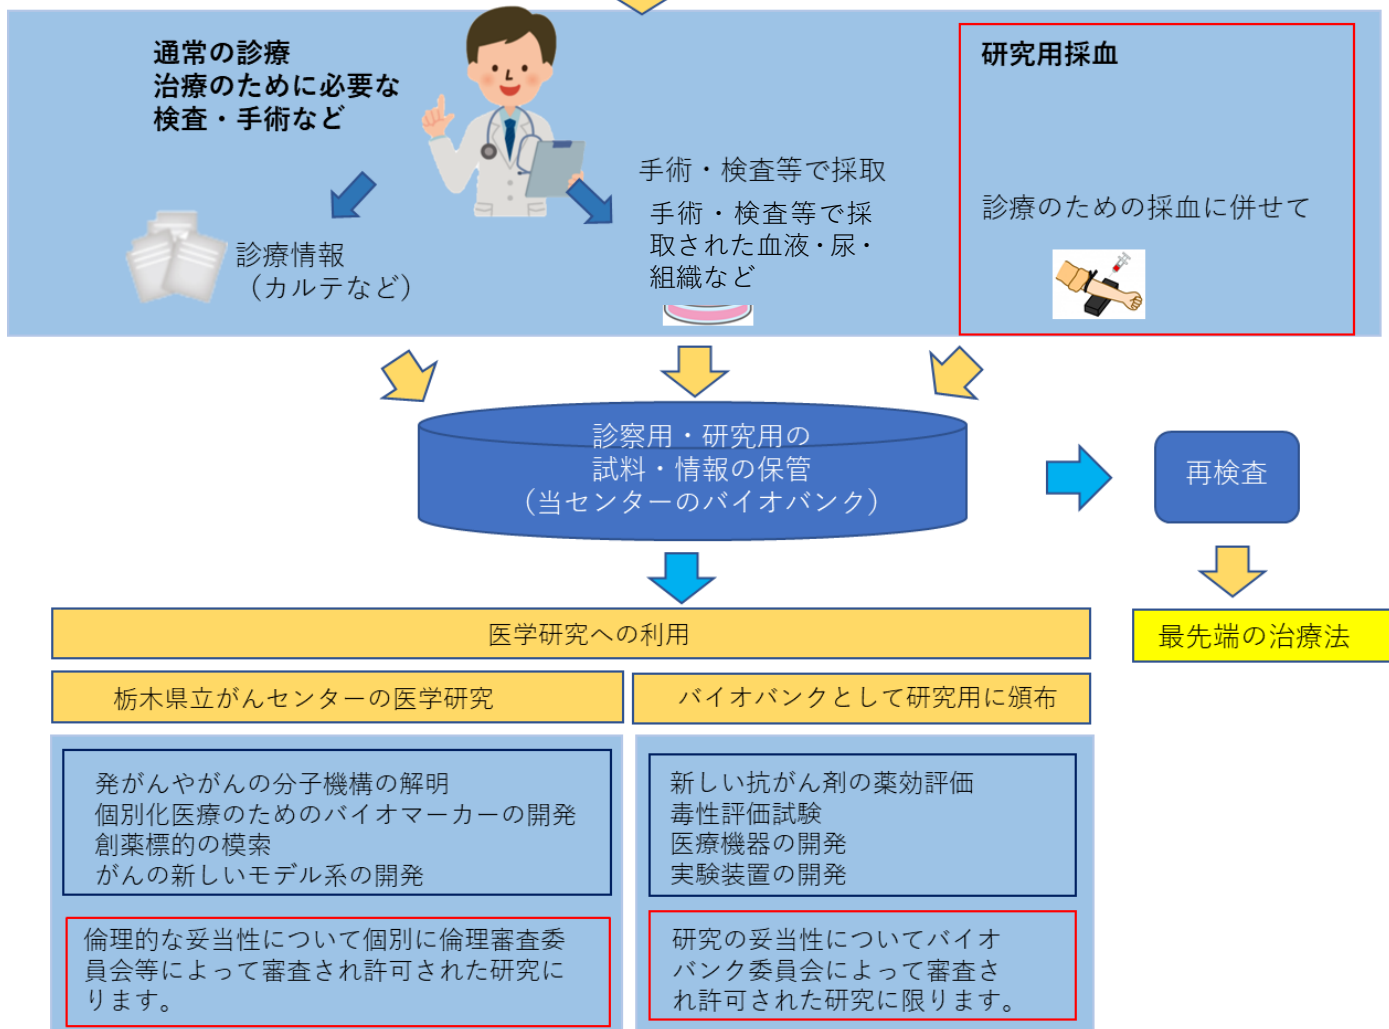 通常の診療
治療のために必要な
検査・手術など
診療情報
（カルテなど）
手術・検査等で採取
手術・検査等で採
取された血液・尿・
組織など
研究用採血
診療のための採血に併せて
診察用・研究用の
試料・情報の保管
（当センターのバイオバンク）
再検査
最先端の治療法
医学研究への利用
栃木県立がんセンターの医学研究
発がんやがんの分子機構の解明
個別化医療のためのバイオマーカーの開発
創薬標的の模索
がんの新しいモデル系の開発
倫理的な妥当性について個別に倫理審査委
員会等によって審査され許可された研究に
ります。
バイオバンクとして研究用に頒布
新しい抗がん剤の薬効評価
毒性評価試験
医療機器の開発
実験装置の開発
研究の妥当性についてバイオ
バンク委員会によって審査さ
れ許可された研究に限ります。